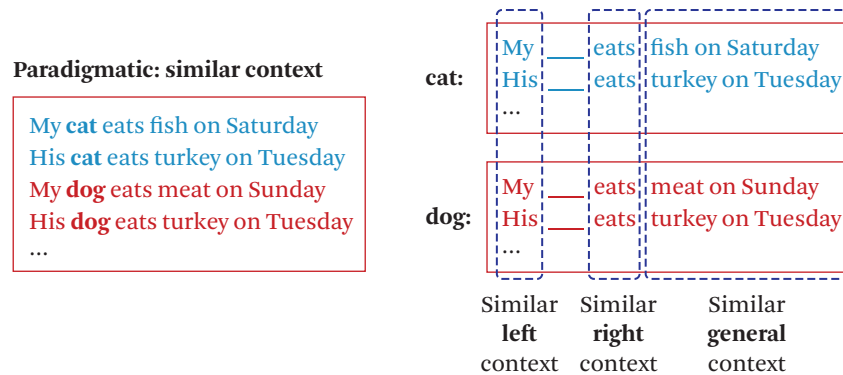 Paradigmatic: similar context
My cat eats fish on Saturday
His cat eats turkey on Tuesday
My dog eats meat on Sunday
His dog eats turkey on Tuesday
...
cat:
My ___ eats fish on Saturday
His ___ eats turkey on Tuesday
...
dog:
My ___ eats meat on Sunday
His ___ eats turkey on Tuesday
...
Similar left context
Similar right context
Similar general context